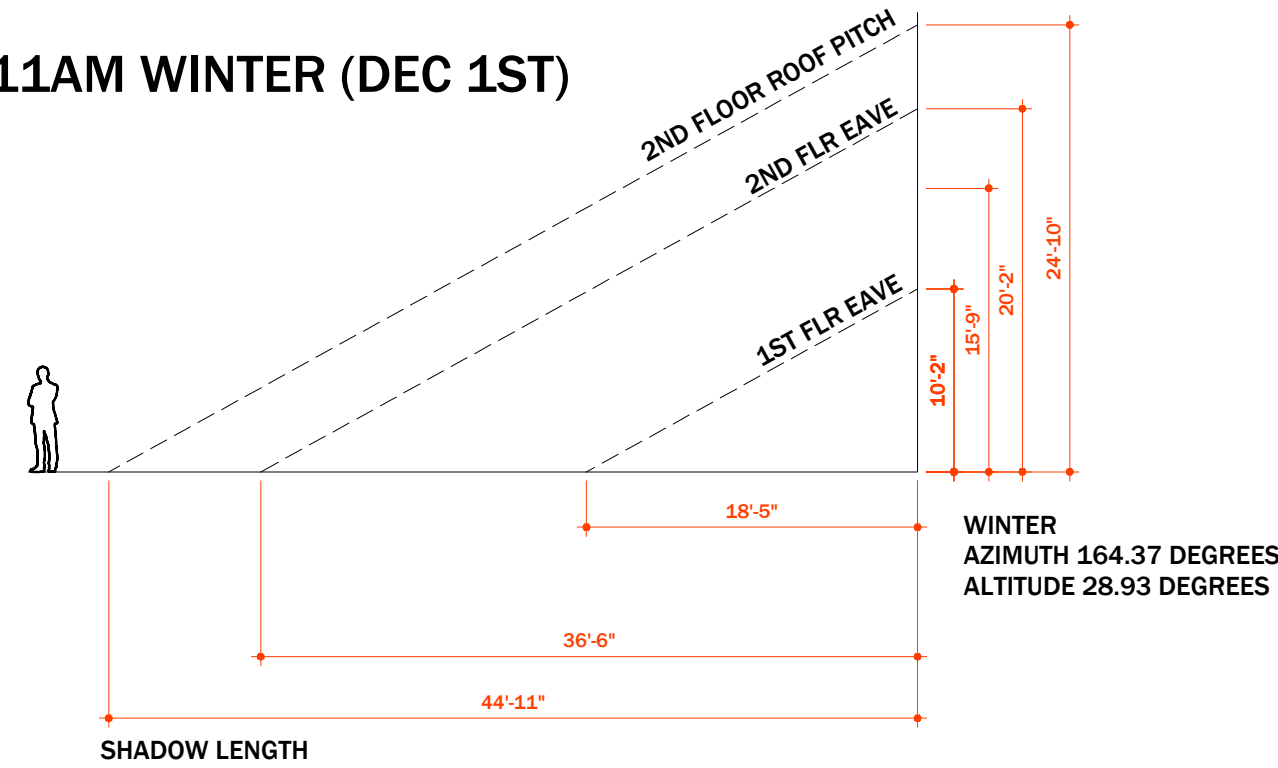 11AM WINTER (DEC 1ST)
2ND FLOOR ROOF PITCH
2ND FLR EAVE
1ST FLR EAVE
24'-10"
20'-2"
15'-9"
10'-2"
18'-5"
36'-6"
44'-11"
WINTER
AZIMUTH 164.37 DEGREES
ALTITUDE 28.93 DEGREES
SHADOW LENGTH